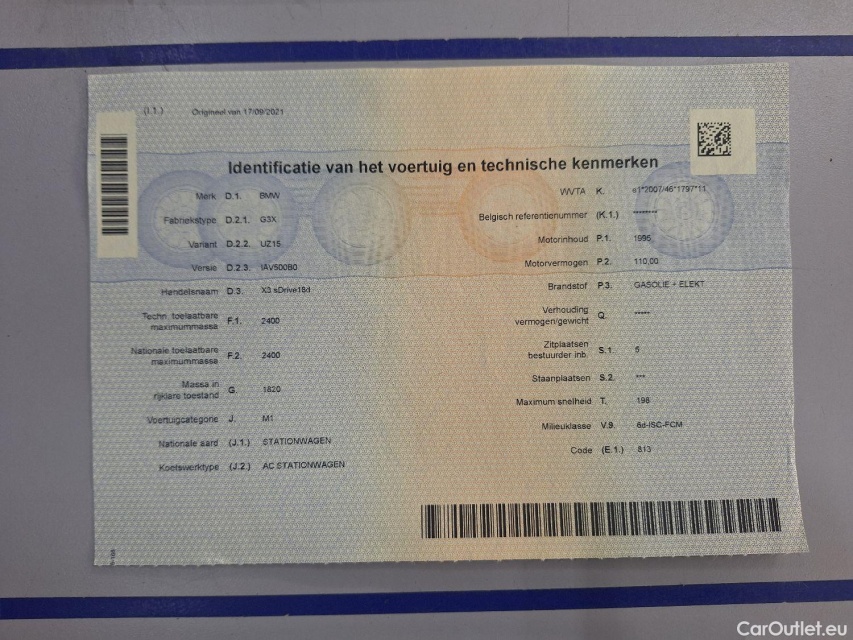 (I.1.) Origineel van 17/09/2021
Identificatie van het voertuig en technische kenmerken
Merk D.1. BMW
Fabriekstype D.2.1. G3X
Variant D.2.2. UZ15
Versie D.2.3. IAV500B0
Handelsnaam D.3. X3 sDrive18d
Techn. toelaatbare
maximummassa F.1. 2400
Nationale toelaatbare
maximummassa F.2. 2400
Massa in
rijklare toestand G. 1820
Voertuigcategorie J. M1
Nationale aard (J.1.) STATIONWAGEN
Koetswerktype (J.2.) AC STATIONWAGEN
WVTA K. e1*2007/46*1797*11
Belgisch referentienummer (K.1.) ********
Motorinhoud P.1. 1995
Motorvermogen P.2. 110,00
Brandstof P.3. GASOLIE + ELEKT
Verhouding
vermogen/gewicht Q. *****
Zitplaatsen
bestuurder inb. S.1. 5
Staanplaatsen S.2. ***
Maximum snelheid T. 198
Milieuklasse V.9. 6d-ISC-FCM
Code (E.1.) 813
CarOutlet.eu